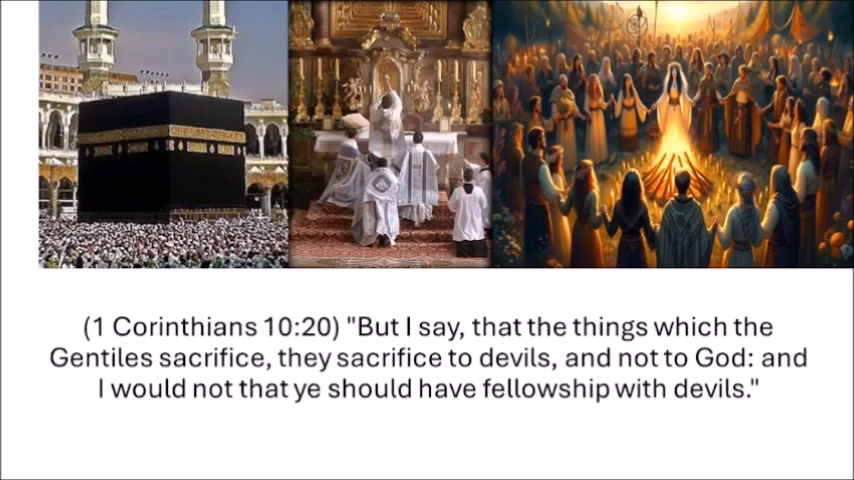 (1 Corinthians 10:20) "But I say, that the things which the
Gentiles sacrifice, they sacrifice to devils, and not to God: and
I would not that ye should have fellowship with devils."